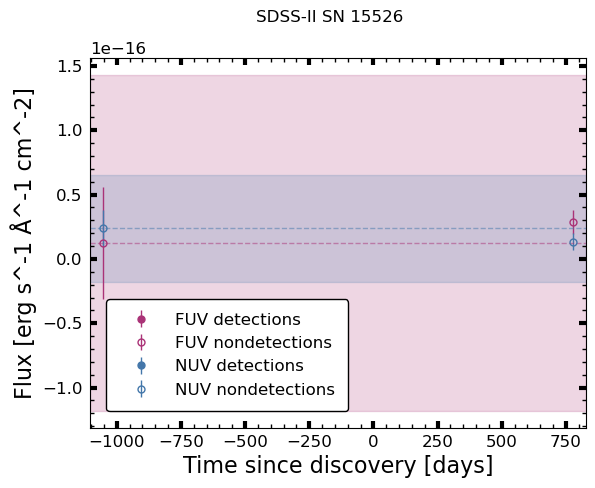 SDSS-II SN 15526
1e−16
1.5
1.0
0.5
0.0
−0.5
−1.0
Flux [erg s^-1 Å^-1 cm^-2]
FUV detections
FUV nondetections
NUV detections
NUV nondetections
−1000 −750 −500 −250 0 250 500 750
Time since discovery [days]